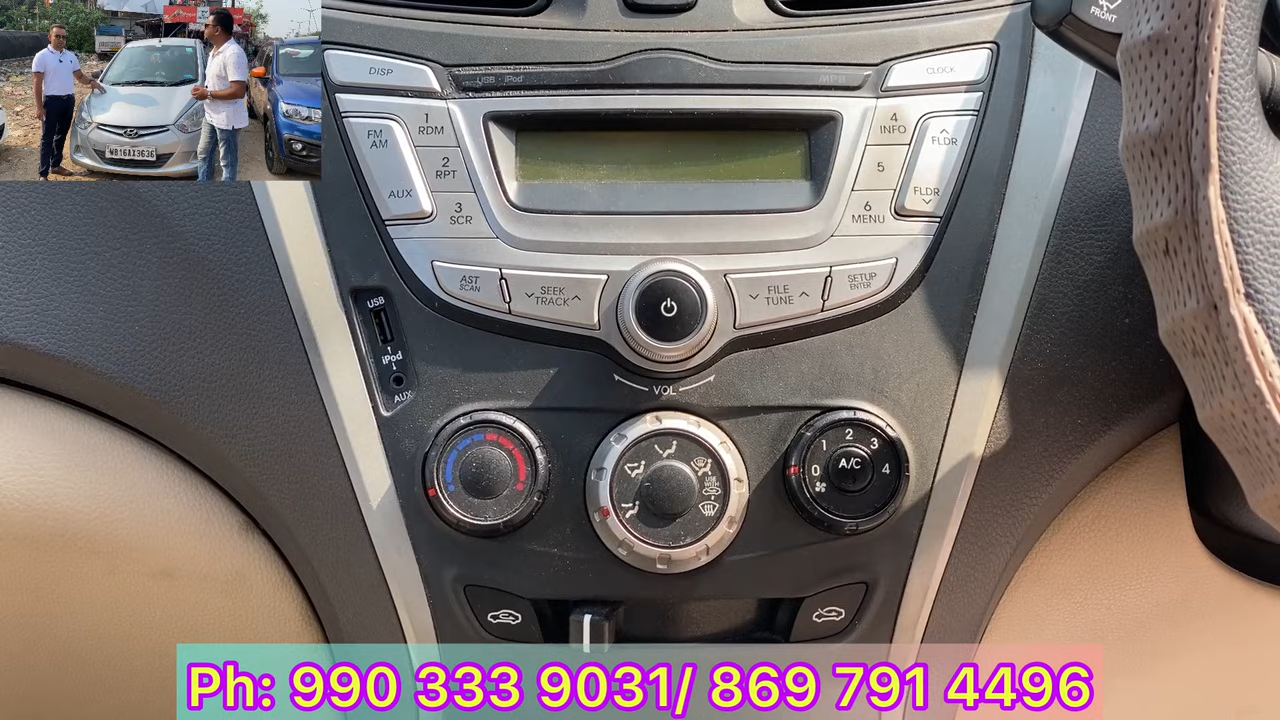 FRONT
DISP
USB · iPod
MP3
CLOCK
1
RDM
4
INFO
FM
AM
2
RPT
5
FLDR
AUX
3
SCR
6
MENU
FLDR
AST
SCAN
SEEK
TRACK
FILE
TUNE
SETUP
ENTER
USB
iPod
AUX
VOL
0 1 2 3 4
A/C
USE
WITH
WB16AX3636
Ph: 990 333 9031/ 869 791 4496